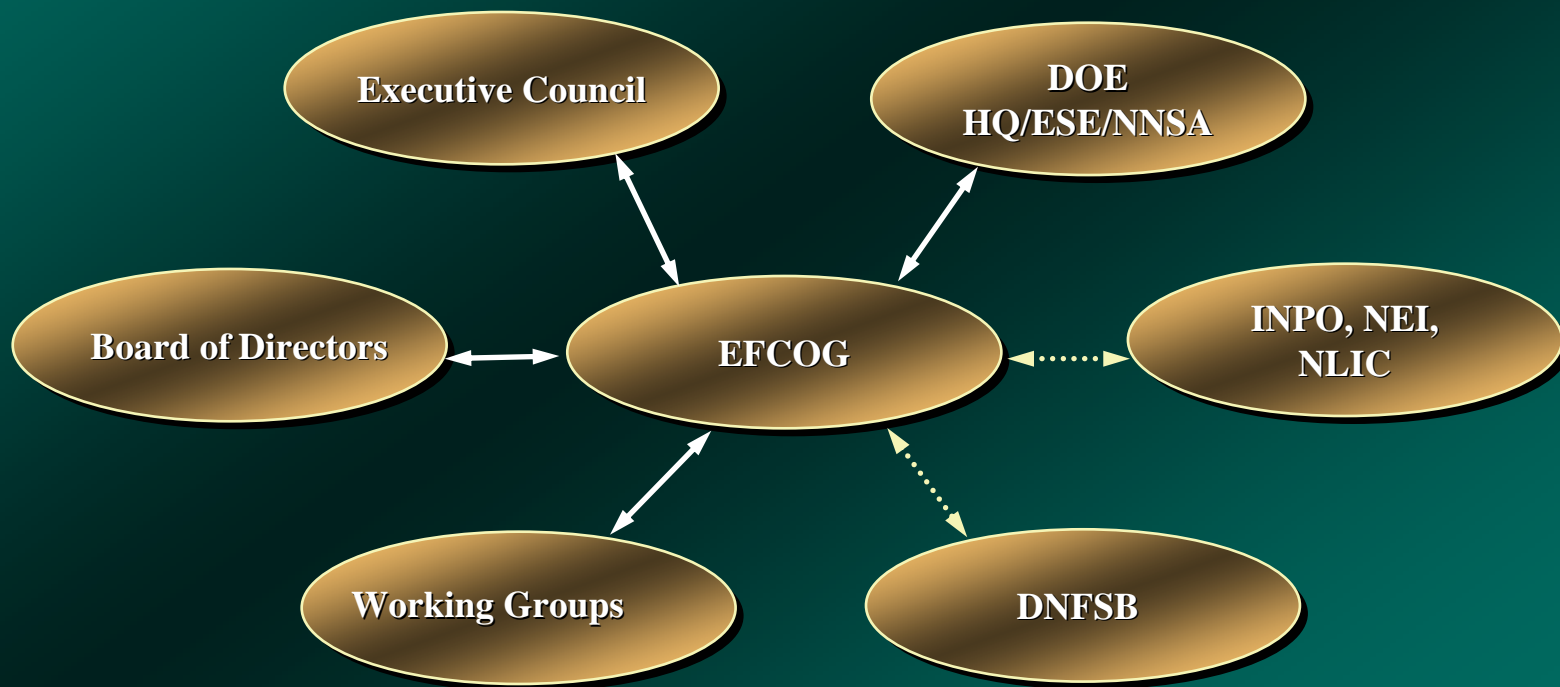 Executive Council
DOE
HQ/ESE/NNSA
Board of Directors
EFCOG
INPO, NEI,
NLIC
Working Groups
DNFSB